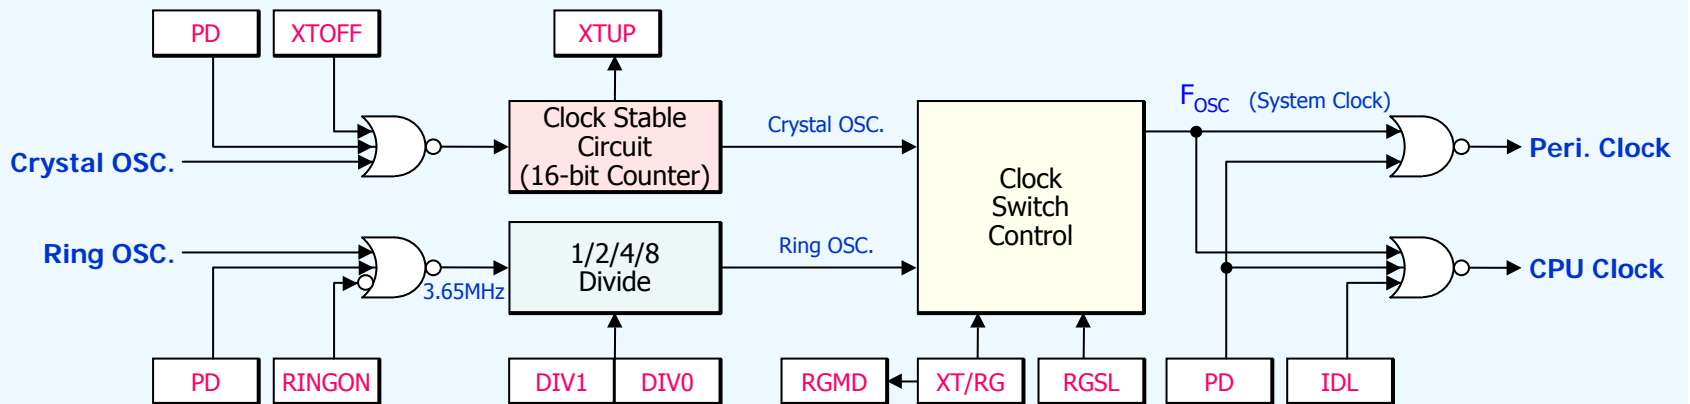 PD
XTOFF
XTUP
Crystal OSC.
Clock Stable
Circuit
(16-bit Counter)
Crystal OSC.
Clock
Switch
Control
FOSC (System Clock)
Peri. Clock
Ring OSC.
3.65MHz
1/2/4/8
Divide
Ring OSC.
CPU Clock
PD
RINGON
DIV1
DIV0
RGMD
XT/RG
RGSL
PD
IDL